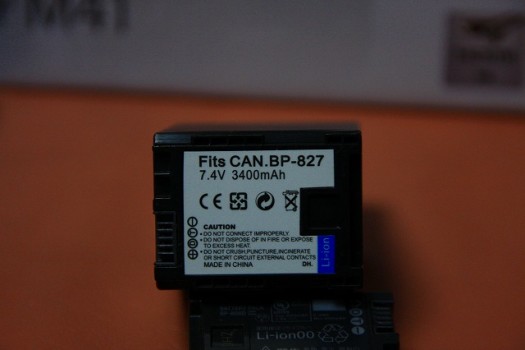 M41
Fits CAN.BP-827
7.4V 3400mAh
CE
CAUTION
• DO NOT CONNECT IMPROPERLY
• DO NOT DISPOSE OF IN FIRE OR EXPOSE
TO EXCESS HEAT
• DO NOT CRUSH,PUNCTURE,INCINERATE
OR SHORT CIRCUIT EXTERNAL CONTACTS
MADE IN CHINA DH.
Li-ion
Li-ion00